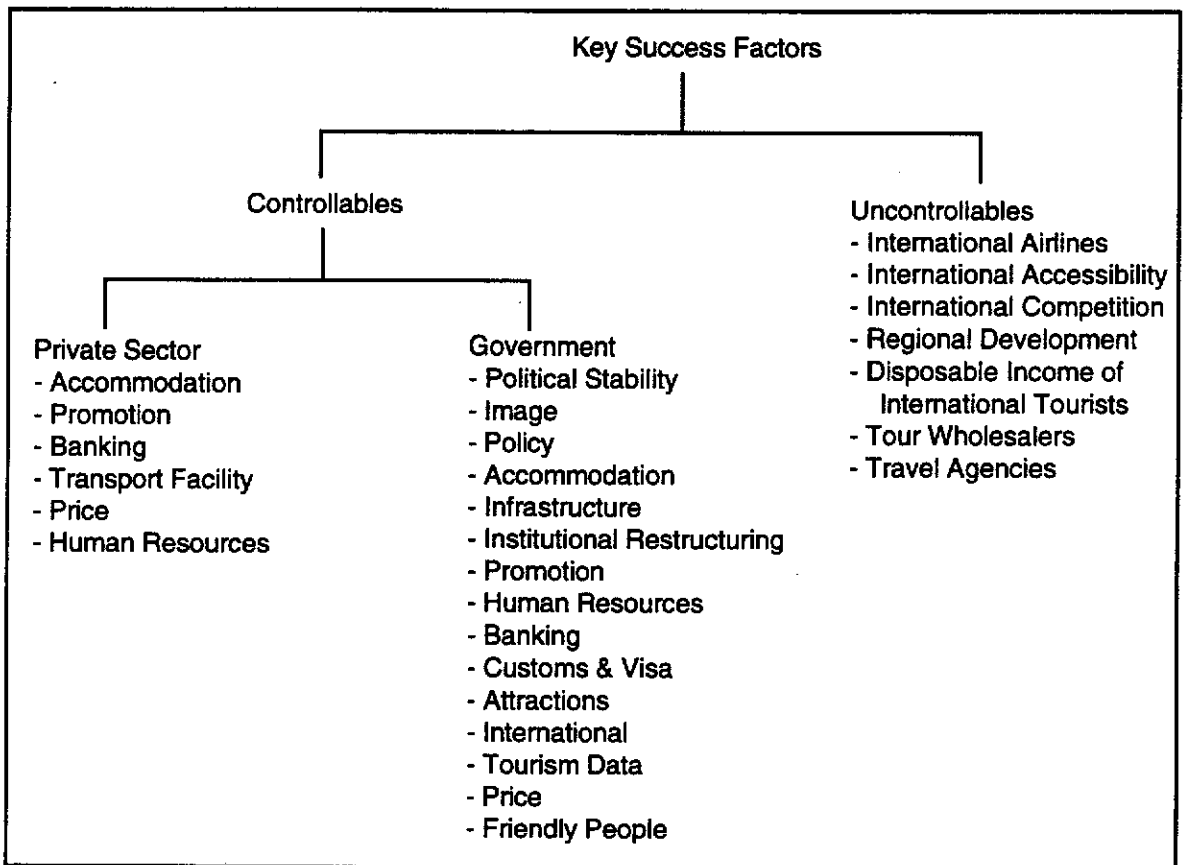 Key Success Factors
Controllables
Private Sector
- Accommodation
- Promotion
- Banking
- Transport Facility
- Price
- Human Resources
Government
- Political Stability
- Image
- Policy
- Accommodation
- Infrastructure
- Institutional Restructuring
- Promotion
- Human Resources
- Banking
- Customs & Visa
- Attractions
- International
- Tourism Data
- Price
- Friendly People
Uncontrollables
- International Airlines
- International Accessibility
- International Competition
- Regional Development
- Disposable Income of
International Tourists
- Tour Wholesalers
- Travel Agencies